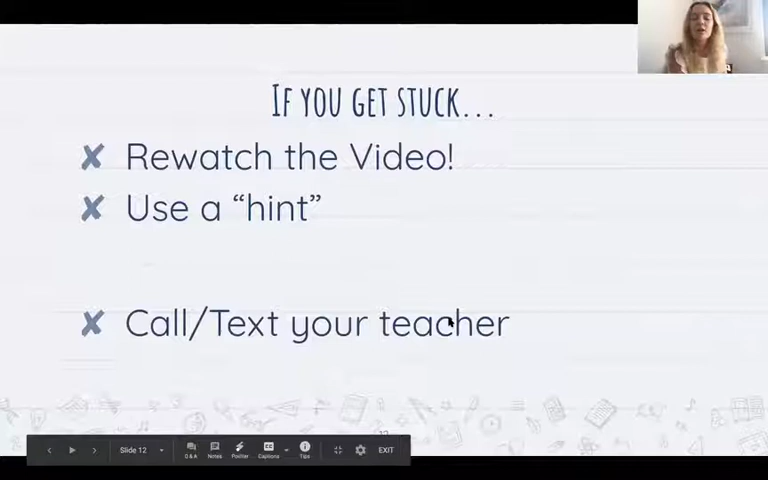 IF YOU GET STUCK...
✘ Rewatch the Video!
✘ Use a “hint”
✘ Call/Text your teacher
Slide 12
Q & A
Notes
Pointer
CC
Captions
Tips
EXIT